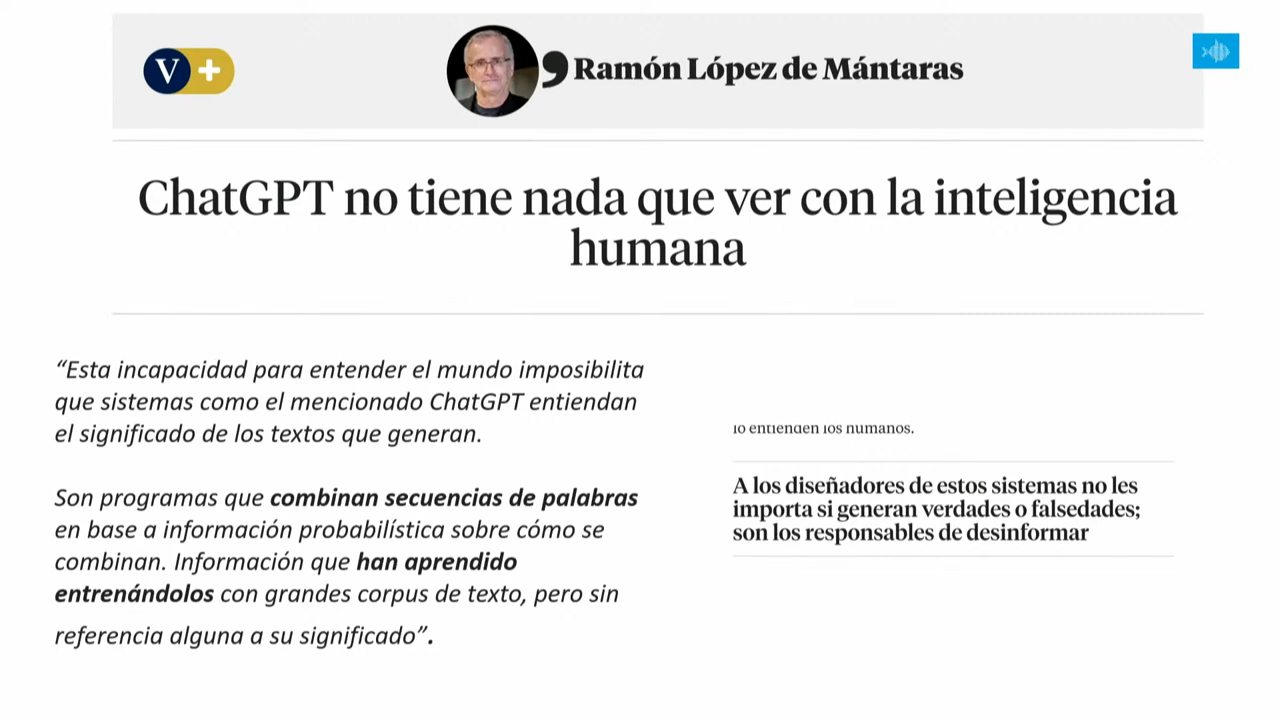 V +
Ramón López de Mántaras
ChatGPT no tiene nada que ver con la inteligencia
humana
“Esta incapacidad para entender el mundo imposibilita
que sistemas como el mencionado ChatGPT entiendan
el significado de los textos que generan.
Son programas que combinan secuencias de palabras
en base a información probabilística sobre cómo se
combinan. Información que han aprendido
entrenándolos con grandes corpus de texto, pero sin
referencia alguna a su significado”.
lo entienden los humanos.
A los diseñadores de estos sistemas no les
importa si generan verdades o falsedades;
son los responsables de desinformar